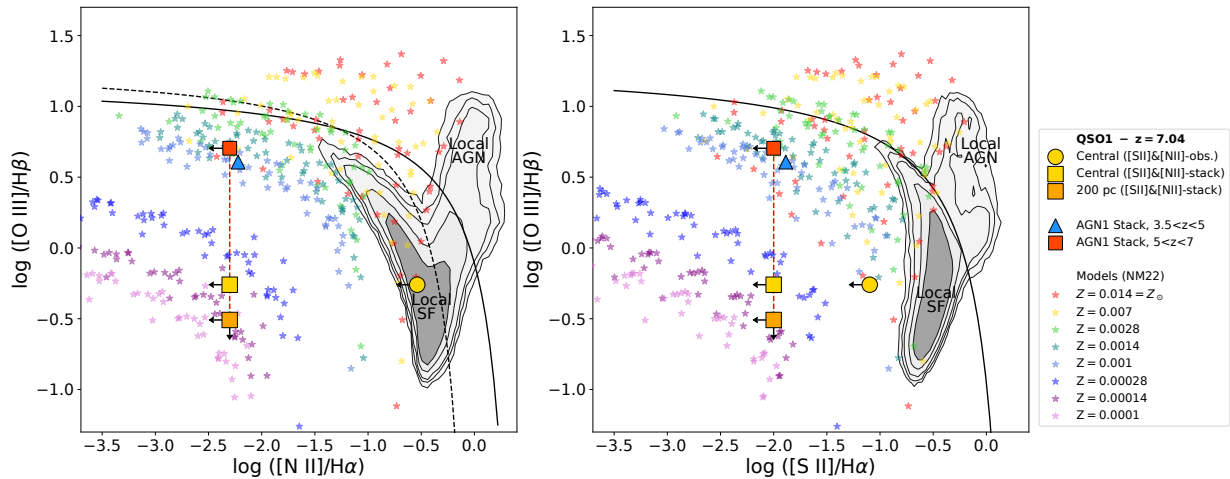 1.5
1.0
0.5
0.0
−0.5
−1.0
log ([O III]/Hβ)
Local
AGN
Local
SF
−3.5 −3.0 −2.5 −2.0 −1.5 −1.0 −0.5 0.0
log ([N II]/Hα)
1.5
1.0
0.5
0.0
−0.5
−1.0
log ([O III]/Hβ)
Local
AGN
Local
SF
−3.5 −3.0 −2.5 −2.0 −1.5 −1.0 −0.5 0.0
log ([S II]/Hα)
QSO1 − z = 7.04
Central ([SII]&[NII]-obs.)
Central ([SII]&[NII]-stack)
200 pc ([SII]&[NII]-stack)
AGN1 Stack, 3.5<z<5
AGN1 Stack, 5<z<7
Models (NM22)
Z = 0.014 = Z☉
Z = 0.007
Z = 0.0028
Z = 0.0014
Z = 0.001
Z = 0.00028
Z = 0.00014
Z = 0.0001